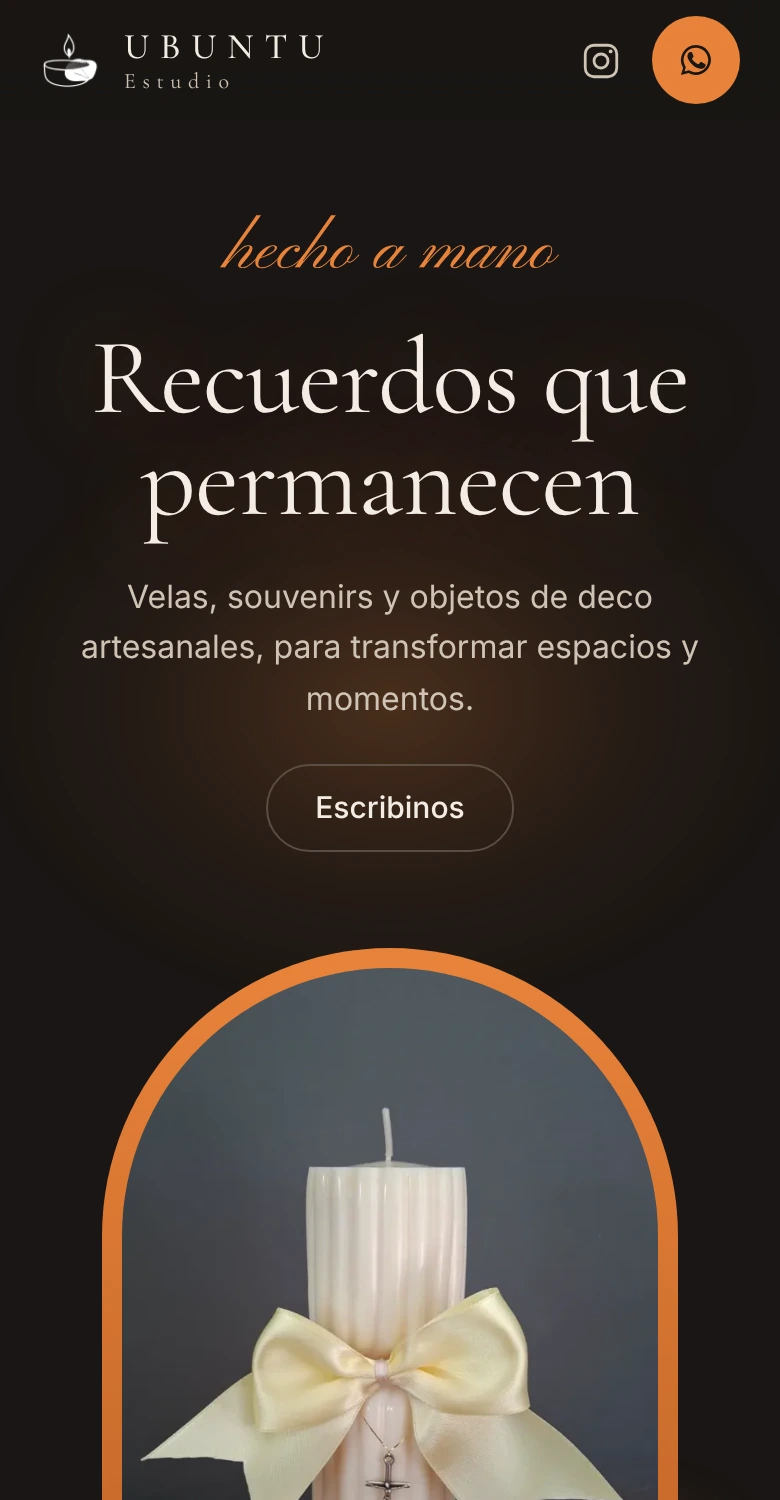 UBUNTU
Estudio
hecho a mano
Recuerdos que
permanecen
Velas, souvenirs y objetos de deco
artesanales, para transformar espacios y
momentos.
Escribinos